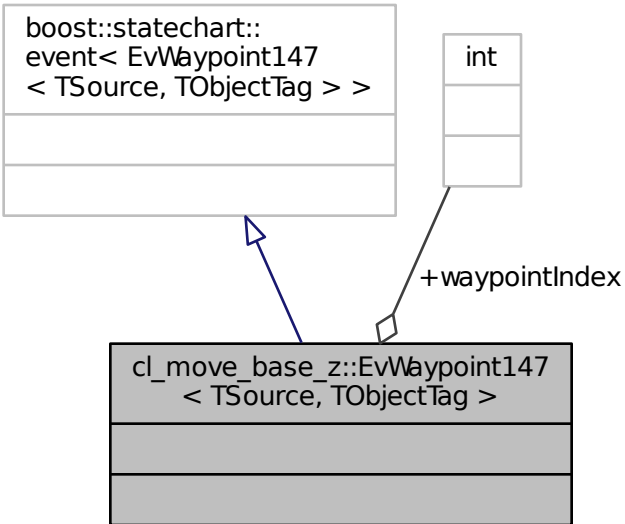 boost::statechart::
event< EvWaypoint147
< TSource, TObjectTag > >
int
+waypointIndex
cl_move_base_z::EvWaypoint147
< TSource, TObjectTag >